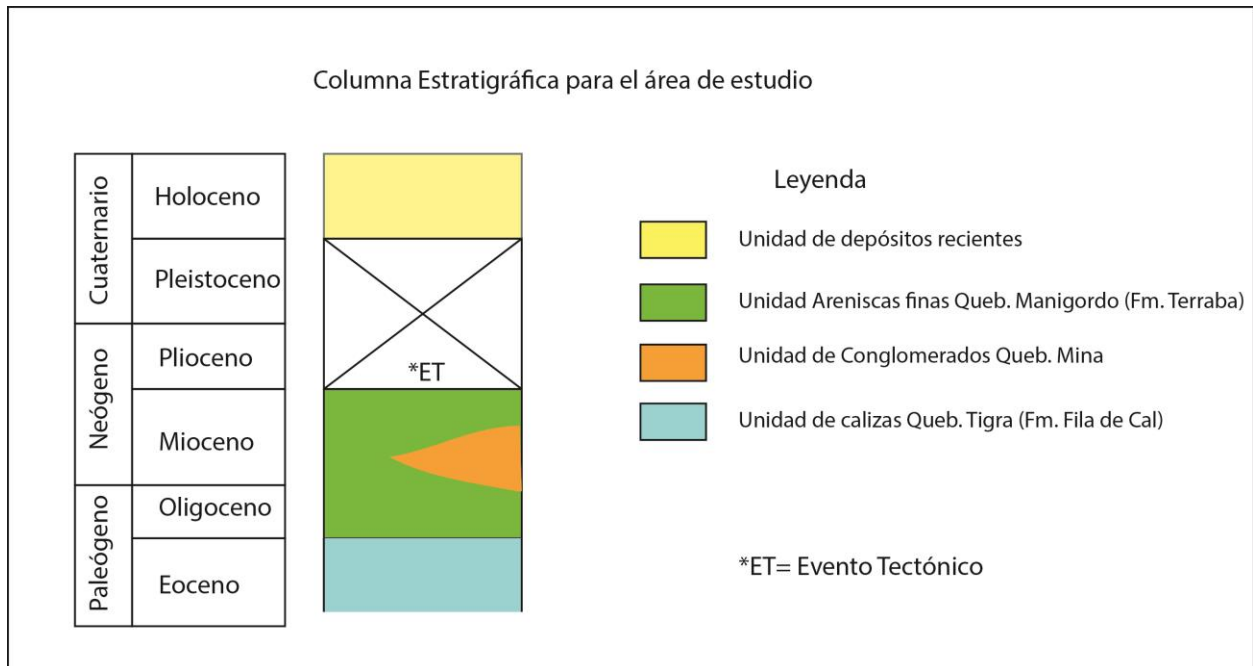 Columna Estratigráfica para el área de estudio
Cuaternario
Holoceno
Pleistoceno
Neógeno
Plioceno
Mioceno
Paleógeno
Oligoceno
Eoceno
*ET
Leyenda
Unidad de depósitos recientes
Unidad Areniscas finas Queb. Manigordo (Fm. Terraba)
Unidad de Conglomerados Queb. Mina
Unidad de calizas Queb. Tigra (Fm. Fila de Cal)
*ET= Evento Tectónico